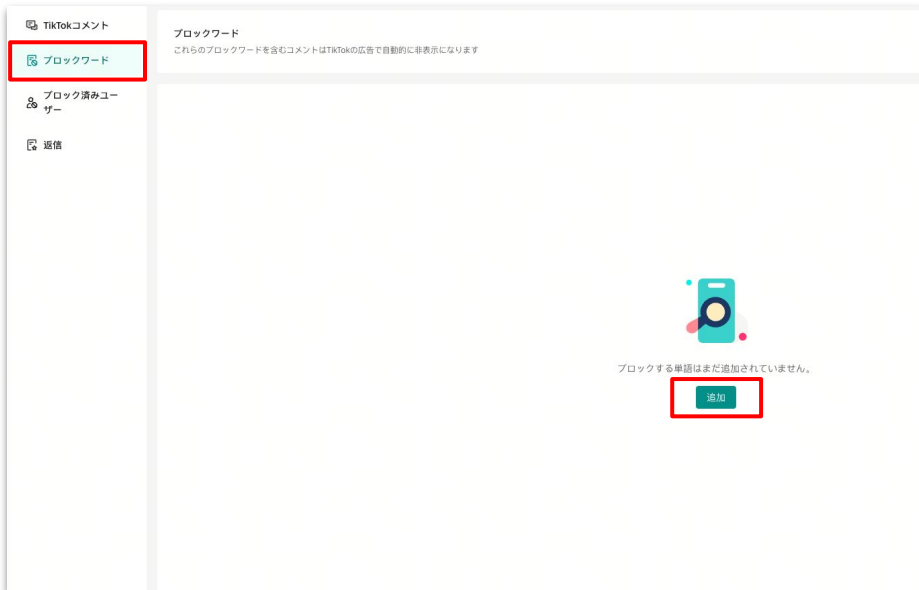 TikTokコメント
ブロックワード
ブロック済みユー
ザー
返信
ブロックワード
これらのブロックワードを含むコメントはTikTokの広告で自動的に非表示になります
ブロックする単語はまだ追加されていません。
追加